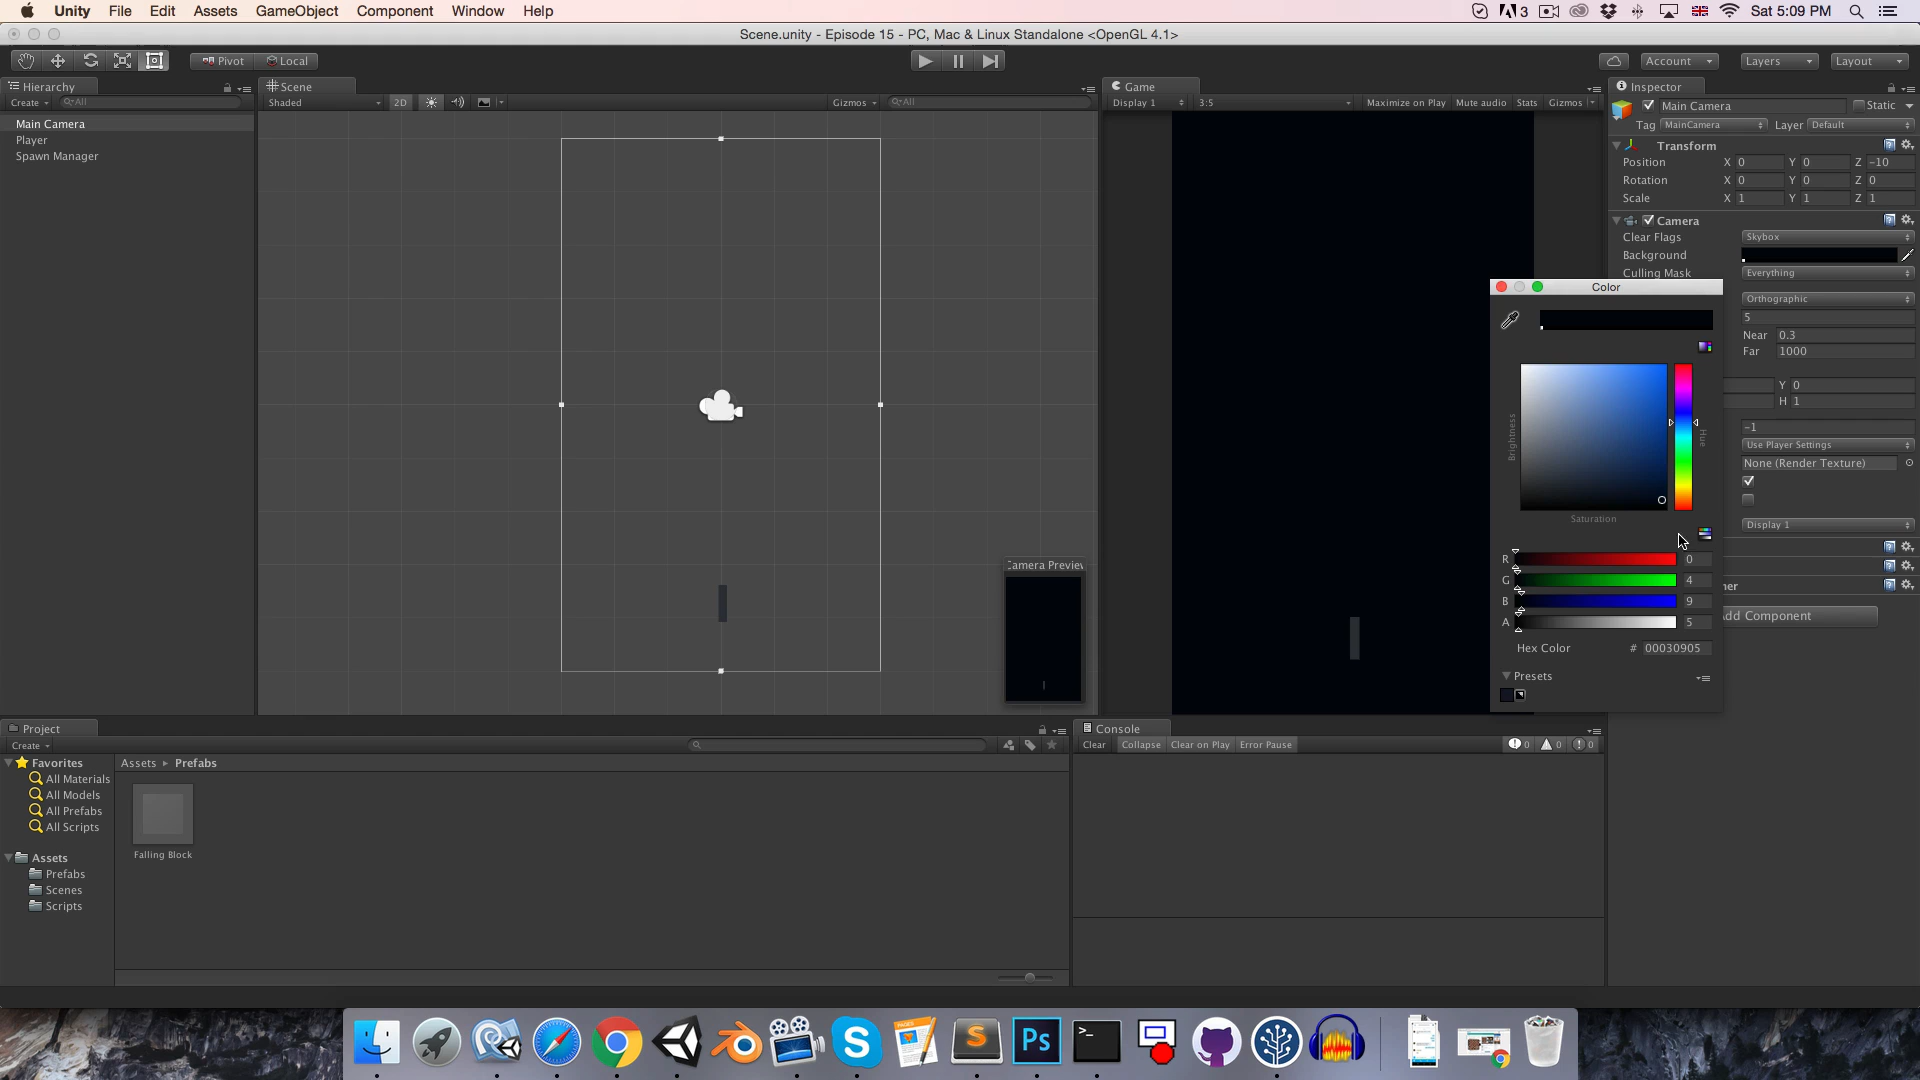 Unity File Edit Assets GameObject Component Window Help
3 Sat 5:09 PM
Scene.unity - Episode 15 - PC, Mac & Linux Standalone <OpenGL 4.1>
Pivot Local Account Layers Layout
Hierarchy Scene Game Inspector
Create All Shaded 2D Gizmos All Display 1 3:5 Maximize on Play Mute audio Stats Gizmos
Main Camera Static
Tag MainCamera Layer Default
Main Camera
Player
Spawn Manager
Transform
Position X 0 Y 0 Z -10
Rotation X 0 Y 0 Z 0
Scale X 1 Y 1 Z 1
Camera
Clear Flags Skybox
Background
Culling Mask Everything
Color
Orthographic
5
Near 0.3
Far 1000
Y 0
H 1
Brightness
Hue
-1
Use Player Settings
None (Render Texture)
Saturation
Display 1
R 0
G 4
B 9
A 5
Hex Color # 00030905
Presets
Add Component
Camera Preview
Project Console
Create Clear Collapse Clear on Play Error Pause 0 0 0
Favorites
All Materials
All Models
All Prefabs
All Scripts
Assets
Prefabs
Scenes
Scripts
Assets Prefabs
Falling Block
PAGES
Ps
>_